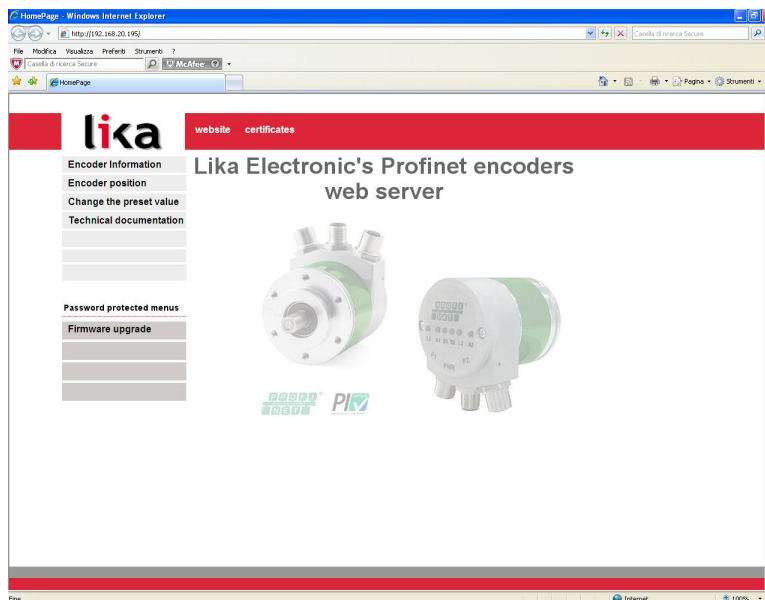 HomePage - Windows Internet Explorer
http://192.168.20.195/
Casella di ricerca Secure
File Modifica Visualizza Preferiti Strumenti ?
Casella di ricerca Secure
McAfee
HomePage
Pagina
Strumenti
lika
website certificates
Encoder Information
Encoder position
Change the preset value
Technical documentation
Lika Electronic's Profinet encoders
web server
Password protected menus
Firmware upgrade
PROFI
NET
PI
PROFI
NET
Fine
Internet
100%